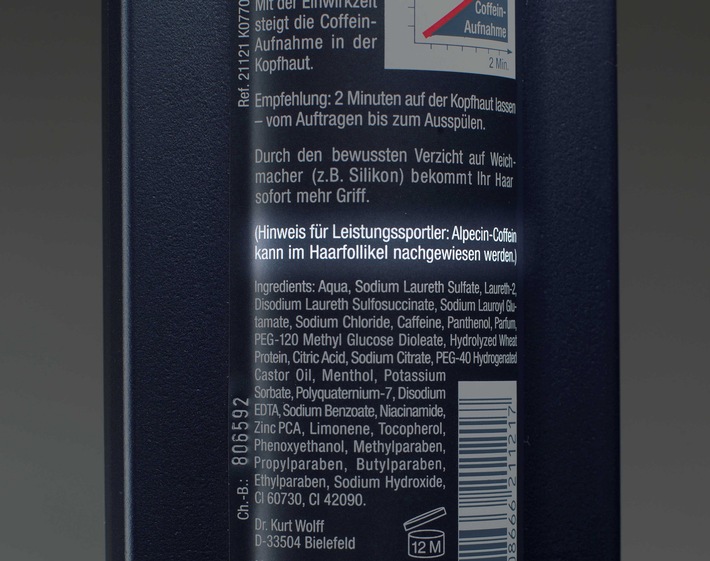 Mit der Einwirkzeit
steigt die Coffein-
Aufnahme in der
Kopfhaut.
Coffein-
Aufnahme
2 Min.
Ref. 21121 K0770
Empfehlung: 2 Minuten auf der Kopfhaut lassen
– vom Auftragen bis zum Ausspülen.
Durch den bewussten Verzicht auf Weich-
macher (z.B. Silikon) bekommt Ihr Haar
sofort mehr Griff.
(Hinweis für Leistungssportler: Alpecin-Coffein
kann im Haarfollikel nachgewiesen werden.)
Ingredients: Aqua, Sodium Laureth Sulfate, Laureth-2,
Disodium Laureth Sulfosuccinate, Sodium Lauroyl Glu-
tamate, Sodium Chloride, Caffeine, Panthenol, Parfum,
PEG-120 Methyl Glucose Dioleate, Hydrolyzed Wheat
Protein, Citric Acid, Sodium Citrate, PEG-40 Hydrogenated
Castor Oil, Menthol, Potassium
Sorbate, Polyquaternium-7, Disodium
EDTA, Sodium Benzoate, Niacinamide,
Zinc PCA, Limonene, Tocopherol,
Phenoxyethanol, Methylparaben,
Propylparaben, Butylparaben,
Ethylparaben, Sodium Hydroxide,
CI 60730, CI 42090.
Ch.-B.: 806592
Dr. Kurt Wolff
D-33504 Bielefeld
12 M
08666 211217